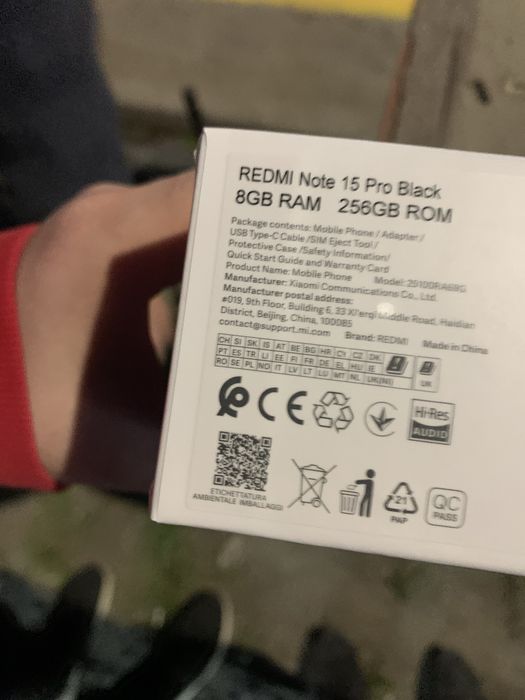 REDMI Note 15 Pro Black
8GB RAM 256GB ROM
Package contents: Mobile Phone / Adapter /
USB Type-C Cable /SIM Eject Tool /
Protective Case /Safety Information/
Quick Start Guide and Warranty Card
Product Name: Mobile Phone Model:
Manufacturer: Xiaomi Communications Co., Ltd.
Manufacturer postal address:
#019, 9th Floor, Building 6, 33 Xi'erqi Middle Road, Haidian
District, Beijing, China, 100085
contact@support.mi.com Brand: REDMI Made in China
CH SI SK IS AT BE BG HR CY CZ DK
PT ES TR LI EE FI FR DE EL HU IE
RO SE PL NO IT LV LT LU MT NL UK(NI)
UK
CE
Hi-Res
AUDIO
ETICHETTATURA
AMBIENTALE IMBALLAGGI
21
PAP
QC
PASS